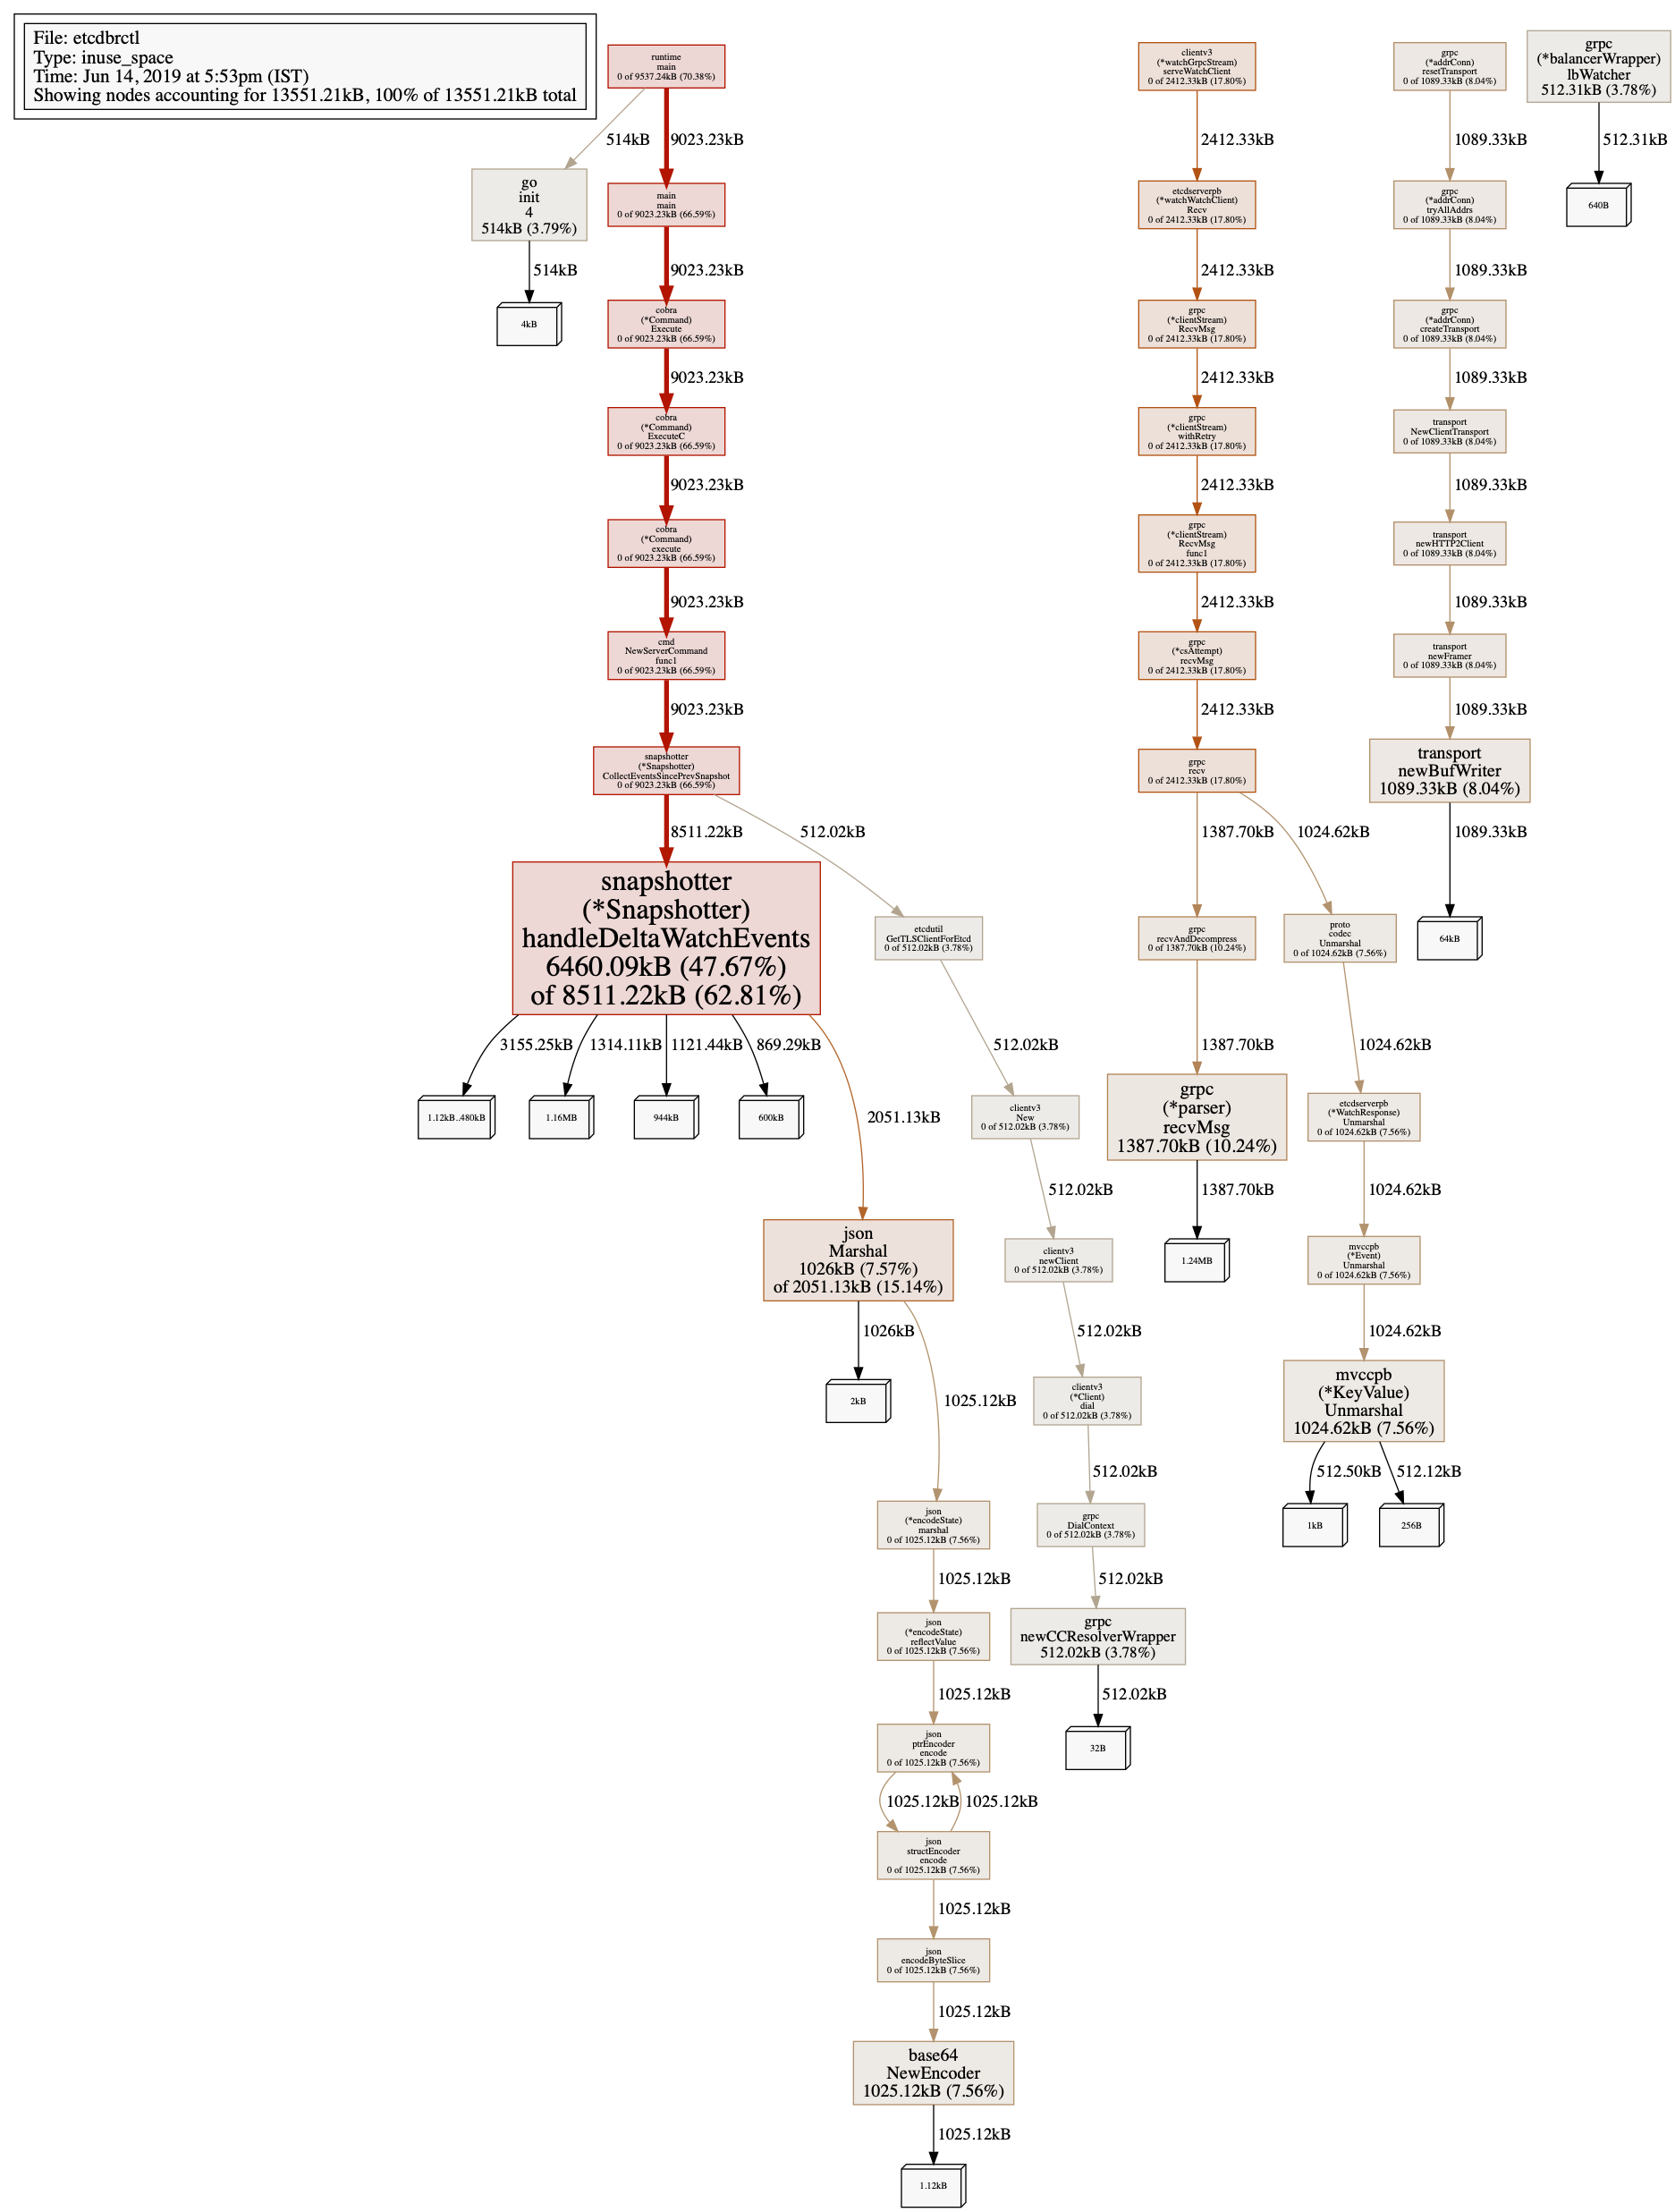 File: etcdbrctl
Type: inuse_space
Time: Jun 14, 2019 at 5:53pm (IST)
Showing nodes accounting for 13551.21kB, 100% of 13551.21kB total
runtime
main
0 of 9537.24kB (70.38%)
clientv3
(*watchGrpcStream)
serveWatchClient
0 of 2412.33kB (17.80%)
grpc
(*addrConn)
resetTransport
0 of 1089.33kB (8.04%)
grpc
(*balancerWrapper)
lbWatcher
512.31kB (3.78%)
514kB
9023.23kB
2412.33kB
1089.33kB
512.31kB
go
init
4
514kB (3.79%)
main
main
0 of 9023.23kB (66.59%)
etcdserverpb
(*watchWatchClient)
Recv
0 of 2412.33kB (17.80%)
grpc
(*addrConn)
tryAllAddrs
0 of 1089.33kB (8.04%)
640B
514kB
9023.23kB
2412.33kB
1089.33kB
4kB
cobra
(*Command)
Execute
0 of 9023.23kB (66.59%)
grpc
(*clientStream)
RecvMsg
0 of 2412.33kB (17.80%)
grpc
(*addrConn)
createTransport
0 of 1089.33kB (8.04%)
9023.23kB
2412.33kB
1089.33kB
cobra
(*Command)
ExecuteC
0 of 9023.23kB (66.59%)
grpc
(*clientStream)
withRetry
0 of 2412.33kB (17.80%)
transport
NewClientTransport
0 of 1089.33kB (8.04%)
9023.23kB
2412.33kB
1089.33kB
cobra
(*Command)
execute
0 of 9023.23kB (66.59%)
grpc
(*clientStream)
RecvMsg
func1
0 of 2412.33kB (17.80%)
transport
newHTTP2Client
0 of 1089.33kB (8.04%)
9023.23kB
2412.33kB
1089.33kB
cmd
NewServerCommand
func1
0 of 9023.23kB (66.59%)
grpc
(*csAttempt)
recvMsg
0 of 2412.33kB (17.80%)
transport
newFramer
0 of 1089.33kB (8.04%)
9023.23kB
2412.33kB
1089.33kB
snapshotter
(*Snapshotter)
CollectEventsSincePrevSnapshot
0 of 9023.23kB (66.59%)
grpc
recv
0 of 2412.33kB (17.80%)
transport
newBufWriter
1089.33kB (8.04%)
8511.22kB
512.02kB
1387.70kB
1024.62kB
1089.33kB
snapshotter
(*Snapshotter)
handleDeltaWatchEvents
6460.09kB (47.67%)
of 8511.22kB (62.81%)
etcdutil
GetTLSClientForEtcd
0 of 512.02kB (3.78%)
grpc
recvAndDecompress
0 of 1387.70kB (10.24%)
proto
codec
Unmarshal
0 of 1024.62kB (7.56%)
64kB
3155.25kB
1314.11kB
1121.44kB
869.29kB
512.02kB
1387.70kB
1024.62kB
1.12kB..480kB
1.16MB
944kB
600kB
2051.13kB
clientv3
New
0 of 512.02kB (3.78%)
grpc
(*parser)
recvMsg
1387.70kB (10.24%)
etcdserverpb
(*WatchResponse)
Unmarshal
0 of 1024.62kB (7.56%)
512.02kB
1387.70kB
1024.62kB
json
Marshal
1026kB (7.57%)
of 2051.13kB (15.14%)
clientv3
newClient
0 of 512.02kB (3.78%)
1.24MB
mvccpb
(*Event)
Unmarshal
0 of 1024.62kB (7.56%)
1026kB
1025.12kB
512.02kB
1024.62kB
2kB
clientv3
(*Client)
dial
0 of 512.02kB (3.78%)
mvccpb
(*KeyValue)
Unmarshal
1024.62kB (7.56%)
512.02kB
512.50kB
512.12kB
json
(*encodeState)
marshal
0 of 1025.12kB (7.56%)
grpc
DialContext
0 of 512.02kB (3.78%)
1kB
256B
1025.12kB
512.02kB
json
(*encodeState)
reflectValue
0 of 1025.12kB (7.56%)
grpc
newCCResolverWrapper
512.02kB (3.78%)
1025.12kB
512.02kB
json
ptrEncoder
encode
0 of 1025.12kB (7.56%)
32B
1025.12kB
1025.12kB
json
structEncoder
encode
0 of 1025.12kB (7.56%)
1025.12kB
json
encodeByteSlice
0 of 1025.12kB (7.56%)
1025.12kB
base64
NewEncoder
1025.12kB (7.56%)
1025.12kB
1.12kB